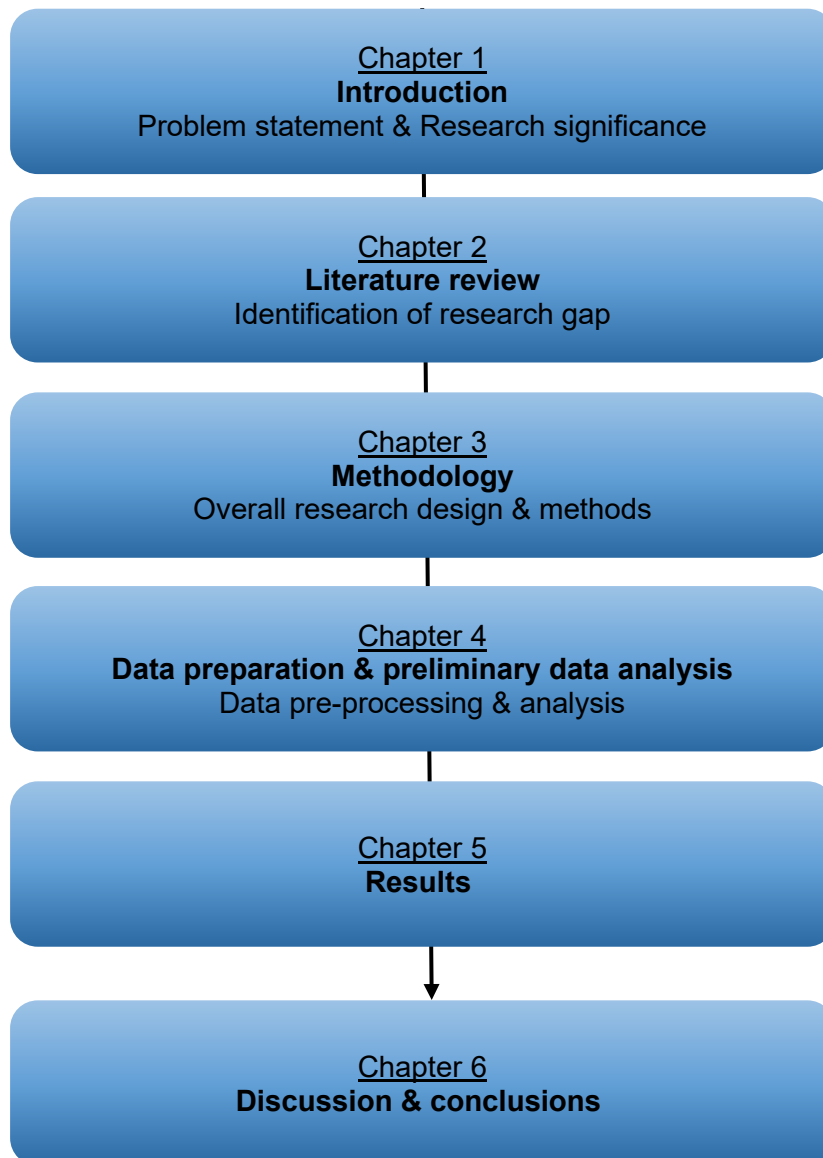 Chapter 1
Introduction
Problem statement & Research significance
Chapter 2
Literature review
Identification of research gap
Chapter 3
Methodology
Overall research design & methods
Chapter 4
Data preparation & preliminary data analysis
Data pre-processing & analysis
Chapter 5
Results
Chapter 6
Discussion & conclusions